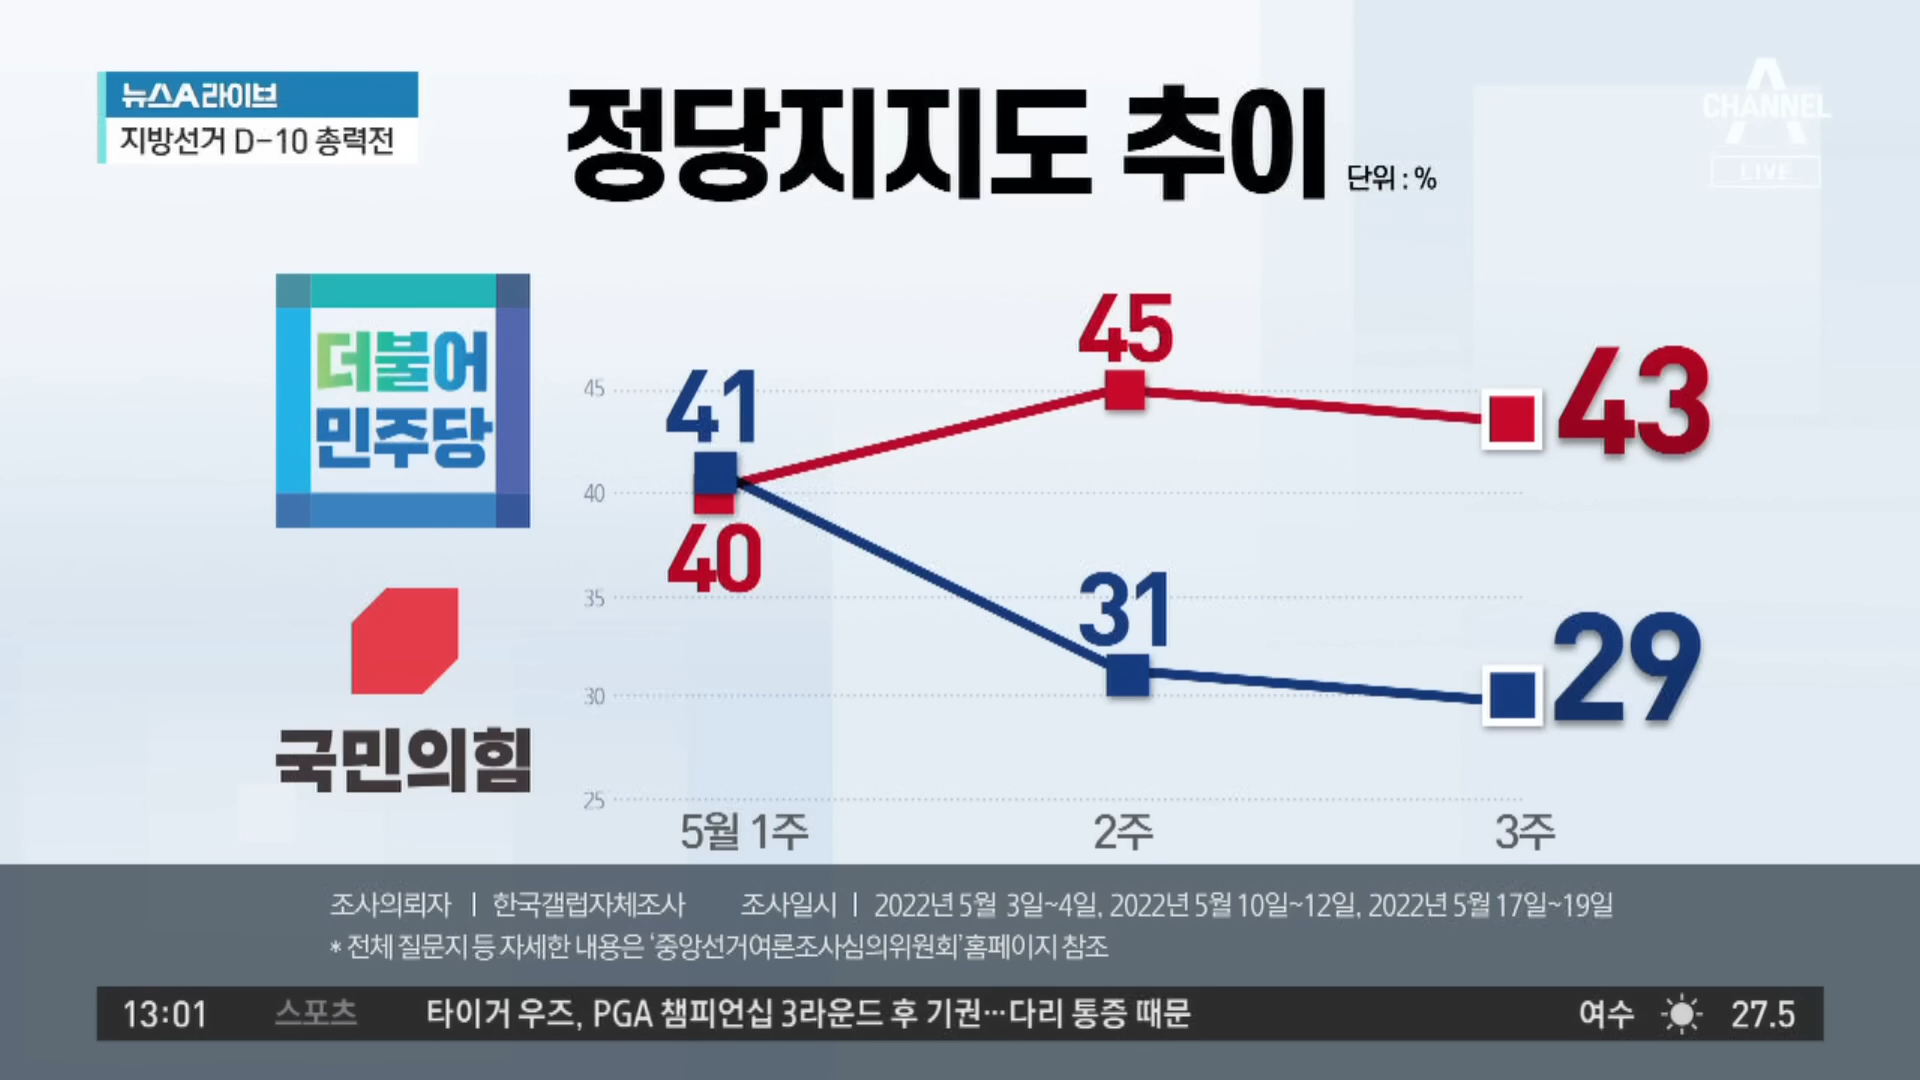 뉴스A 라이브
지방선거 D-10 총력전
정당지지도 추이 단위 : %
CHANNEL A
LIVE
더불어
민주당
국민의힘
45
40
35
30
25
41
40
45
31
43
29
5월 1주 2주 3주
조사의뢰자 | 한국갤럽자체조사 조사일시 | 2022년 5월 3일~4일, 2022년 5월 10일~12일, 2022년 5월 17일~19일
* 전체 질문지 등 자세한 내용은 '중앙선거여론조사심의위원회' 홈페이지 참조
13:01 스포츠 타이거 우즈, PGA 챔피언십 3라운드 후 기권…다리 통증 때문 여수 27.5